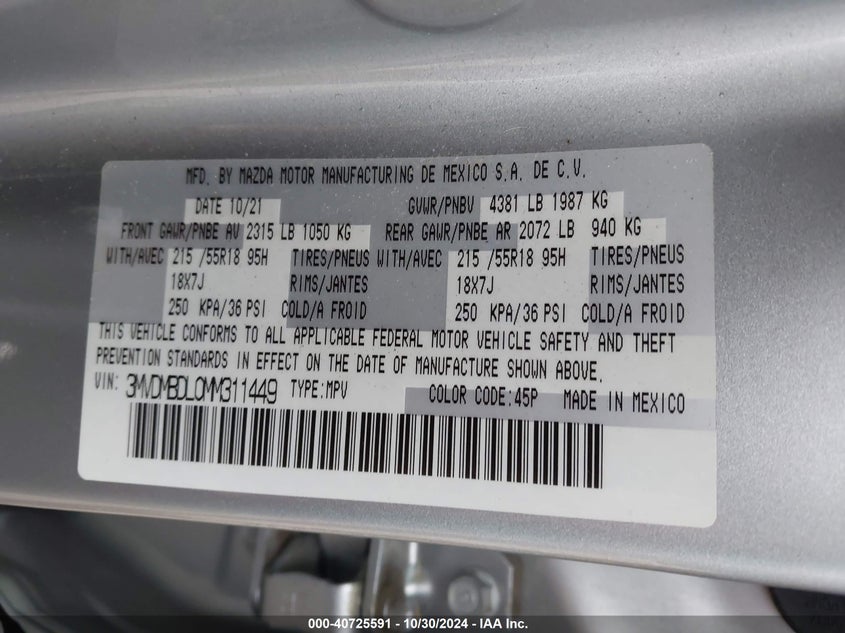 MFD. BY MAZDA MOTOR MANUFACTURING DE MEXICO S.A. DE C.V.
DATE 10/21 GVWR/PNBV 4381 LB 1987 KG
FRONT GAWR/PNBE AV 2315 LB 1050 KG REAR GAWR/PNBE AR 2072 LB 940 KG
WITH/AVEC 215 /55R18 95H TIRES/PNEUS WITH/AVEC 215 /55R18 95H TIRES/PNEUS
18X7J RIMS/JANTES 18X7J RIMS/JANTES
250 KPA/36 PSI COLD/A FROID 250 KPA/36 PSI COLD/A FROID
THIS VEHICLE CONFORMS TO ALL APPLICABLE FEDERAL MOTOR VEHICLE SAFETY AND THEFT
PREVENTION STANDARDS IN EFFECT ON THE DATE OF MANUFACTURE SHOWN ABOVE.
VIN: 3MVDMBDL0MM311449 TYPE:MPV COLOR CODE:45P MADE IN MEXICO
000-40725591 - 10/30/2024 - IAA Inc.